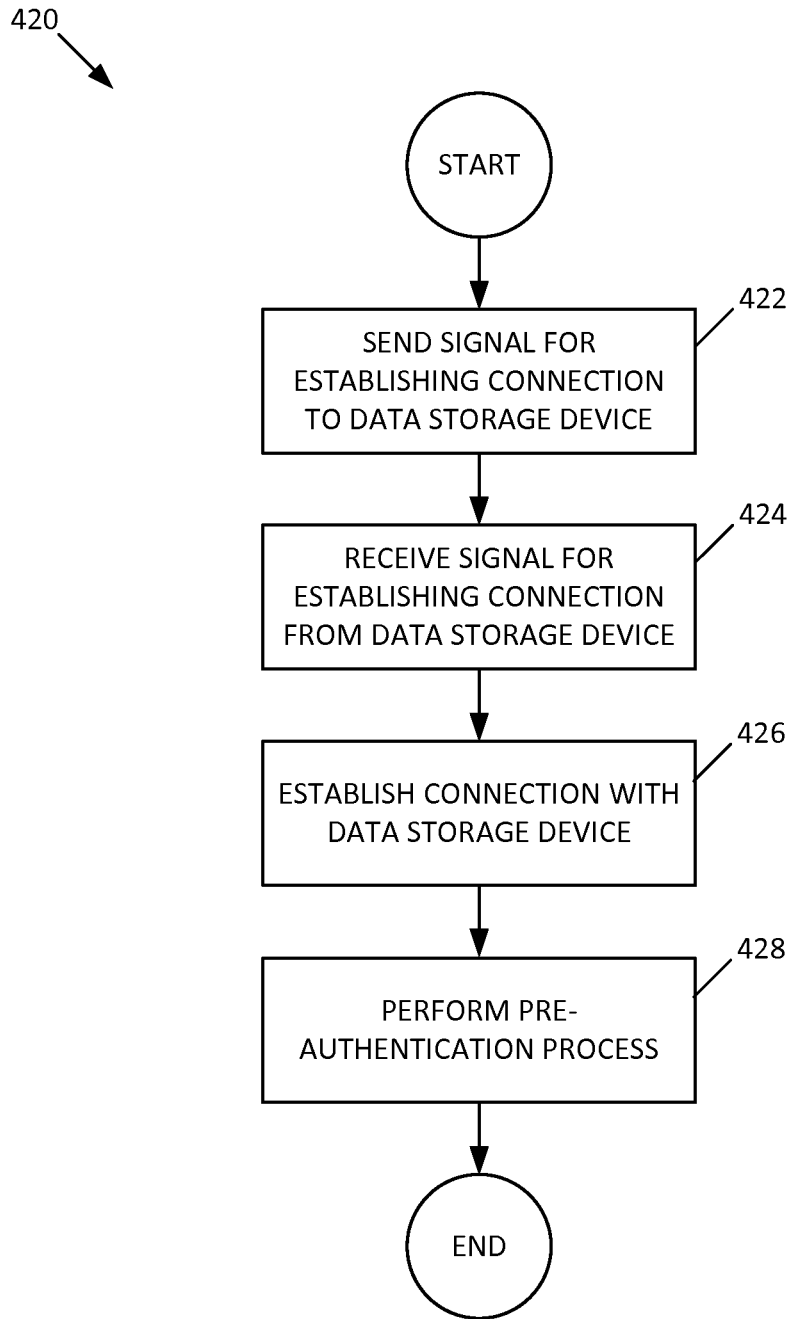 420
START
422
SEND SIGNAL FOR
ESTABLISHING CONNECTION
TO DATA STORAGE DEVICE
424
RECEIVE SIGNAL FOR
ESTABLISHING CONNECTION
FROM DATA STORAGE DEVICE
426
ESTABLISH CONNECTION WITH
DATA STORAGE DEVICE
428
PERFORM PRE-
AUTHENTICATION PROCESS
END